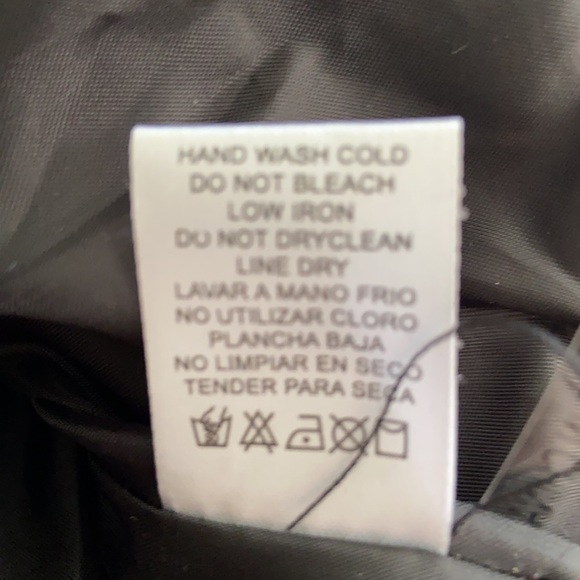 HAND WASH COLD
DO NOT BLEACH
LOW IRON
DO NOT DRYCLEAN
LINE DRY
LAVAR A MANO FRIO
NO UTILIZAR CLORO
PLANCHA BAJA
NO LIMPIAR EN SECO
TENDER PARA SECA